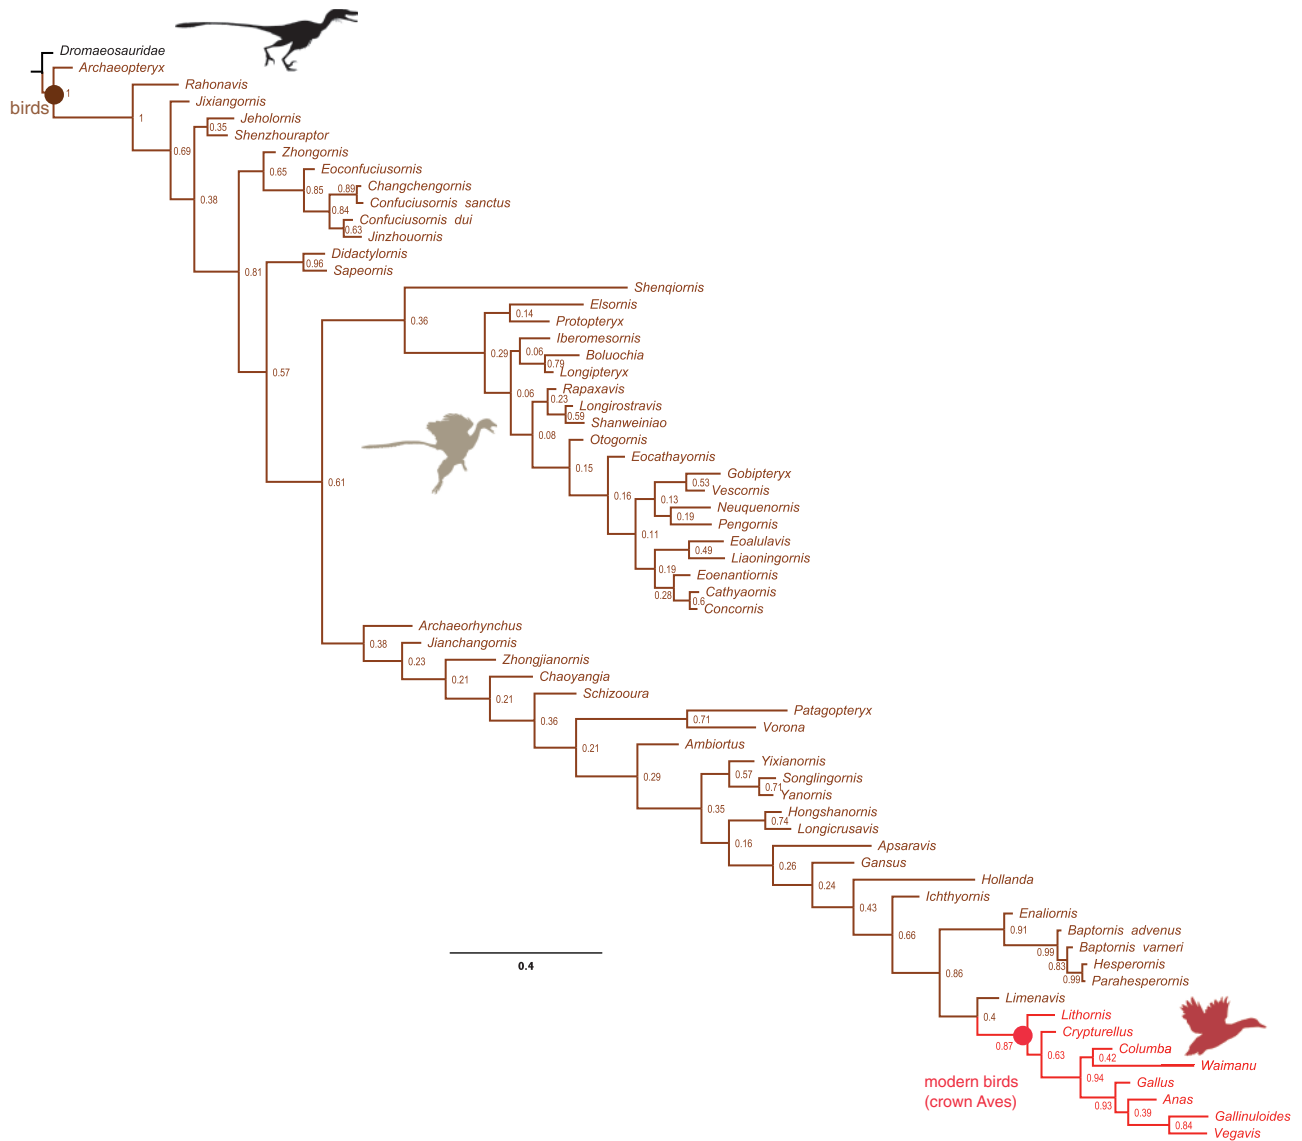 Dromaeosauridae
Archaeopteryx
1
birds
Rahonavis
1
Jixiangornis
0.69
Jeholornis
0.35
Shenzhouraptor
0.38
Zhongornis
0.65
Eoconfuciusornis
0.85
Changchengornis
0.89
Confuciusornis sanctus
0.84
Confuciusornis dui
0.63
Jinzhouornis
Didactylornis
0.96
Sapeornis
0.81
Shenqiornis
Elsornis
0.14
Protopteryx
0.36
Iberomesornis
0.29
0.06
Boluochia
0.79
Longipteryx
0.57
Rapaxavis
0.06
0.23
Longirostravis
0.59
Shanweiniao
0.08
Otogornis
Eocathayornis
0.15
Gobipteryx
0.61
0.53
Vescornis
0.16
0.13
Neuquenornis
0.19
Pengornis
0.11
Eoalulavis
0.49
Liaoningornis
0.19
Eoenantiornis
0.28
Cathyaornis
0.6
Concornis
Archaeorhynchus
0.38
Jianchangornis
0.23
Zhongjianornis
0.21
Chaoyangia
0.21
Schizooura
0.36
Patagopteryx
0.71
Vorona
0.21
Ambiortus
Yixianornis
0.29
0.57
Songlingornis
0.71
Yanornis
0.35
Hongshanornis
0.74
Longicrusavis
0.16
Apsaravis
0.26
Gansus
0.24
Hollanda
0.43
Ichthyornis
0.66
Enaliornis
0.91
Baptornis advenus
0.99
Baptornis varneri
0.83
Hesperornis
0.99
Parahesperornis
0.4
0.86
Limenavis
0.4
Lithornis
0.87
Crypturellus
0.63
Columba
0.42
Waimanu
0.94
modern birds
(crown Aves)
Gallus
0.93
Anas
0.39
Gallinuloides
0.84
Vegavis